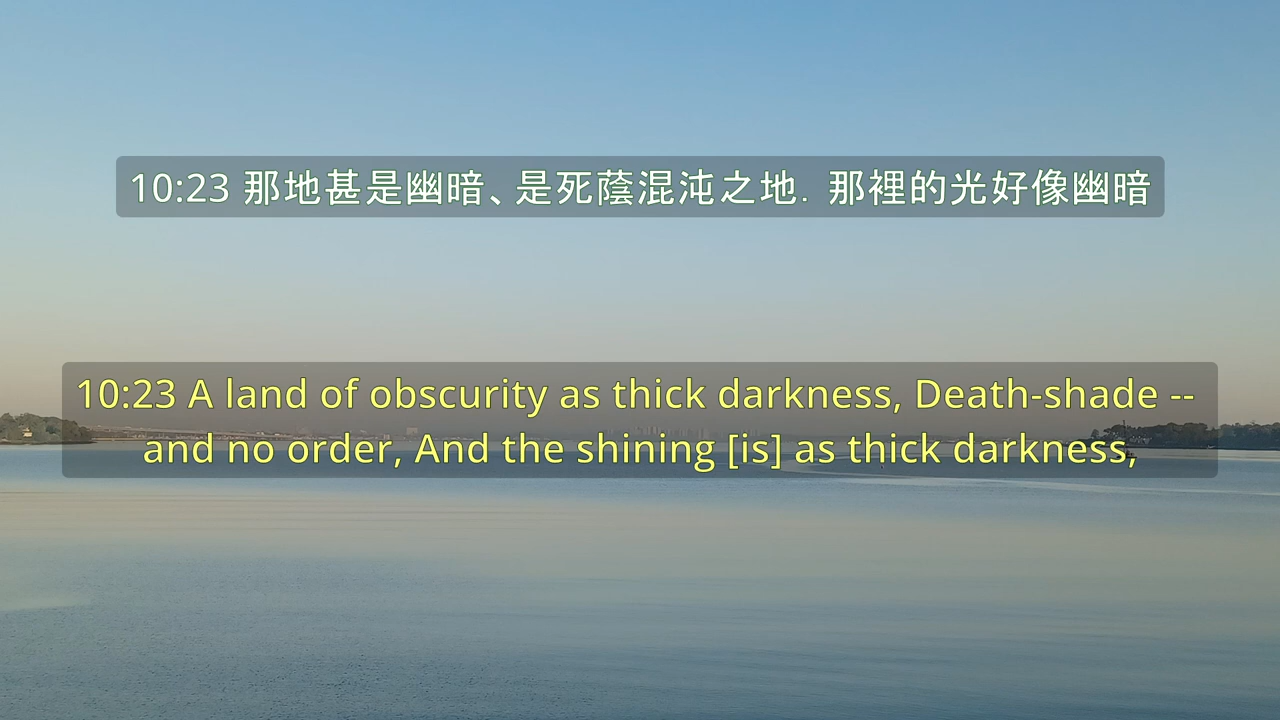 10:23 那地甚是幽暗、是死蔭混沌之地．那裡的光好像幽暗
10:23 A land of obscurity as thick darkness, Death-shade --
and no order, And the shining [is] as thick darkness,